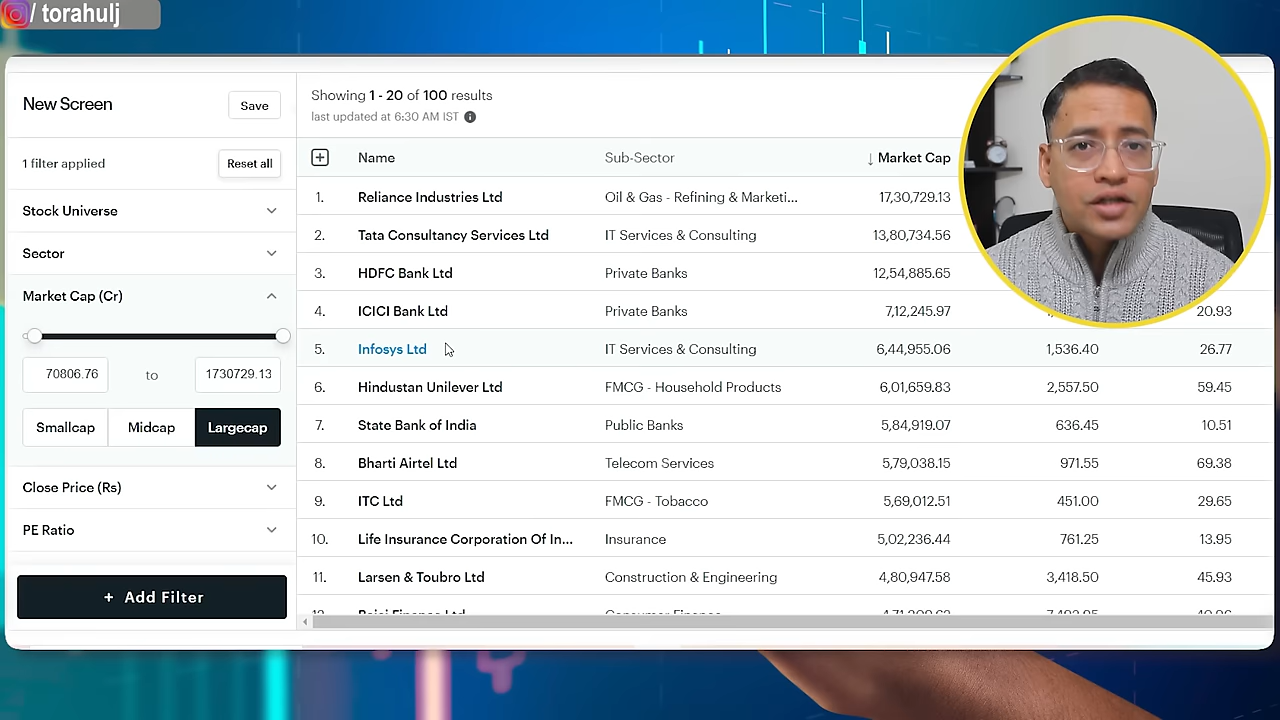 / torahulj
New Screen
Save
1 filter applied
Reset all
Stock Universe
Sector
Market Cap (Cr)
70806.76 to 1730729.13
Smallcap Midcap Largecap
Close Price (Rs)
PE Ratio
+ Add Filter
Showing 1 - 20 of 100 results
last updated at 6:30 AM IST
Name Sub-Sector ↓ Market Cap
1. Reliance Industries Ltd Oil & Gas - Refining & Marketi... 17,30,729.13
2. Tata Consultancy Services Ltd IT Services & Consulting 13,80,734.56
3. HDFC Bank Ltd Private Banks 12,54,885.65
4. ICICI Bank Ltd Private Banks 7,12,245.97 20.93
5. Infosys Ltd IT Services & Consulting 6,44,955.06 1,536.40 26.77
6. Hindustan Unilever Ltd FMCG - Household Products 6,01,659.83 2,557.50 59.45
7. State Bank of India Public Banks 5,84,919.07 636.45 10.51
8. Bharti Airtel Ltd Telecom Services 5,79,038.15 971.55 69.38
9. ITC Ltd FMCG - Tobacco 5,69,012.51 451.00 29.65
10. Life Insurance Corporation Of In... Insurance 5,02,236.44 761.25 13.95
11. Larsen & Toubro Ltd Construction & Engineering 4,80,947.58 3,418.50 45.93